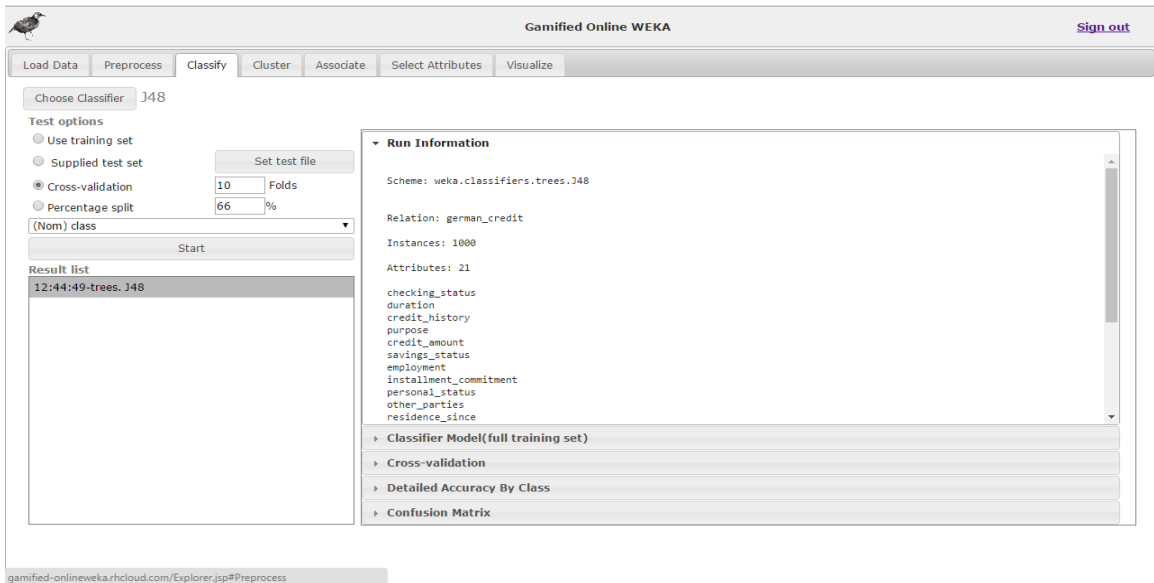 Gamified Online WEKA
Sign out
Load Data Preprocess Classify Cluster Associate Select Attributes Visualize
Choose Classifier J48
Test options
Use training set
Supplied test set Set test file
Cross-validation 10 Folds
Percentage split 66 %
(Nom) class
Start
Result list
12:44:49-trees. J48
Run Information
Scheme: weka.classifiers.trees.J48
Relation: german_credit
Instances: 1000
Attributes: 21
checking_status
duration
credit_history
purpose
credit_amount
savings_status
employment
installment_commitment
personal_status
other_parties
residence_since
Classifier Model(full training set)
Cross-validation
Detailed Accuracy By Class
Confusion Matrix
gamified-onlineweka.rhcloud.com/Explorer.jsp#Preprocess